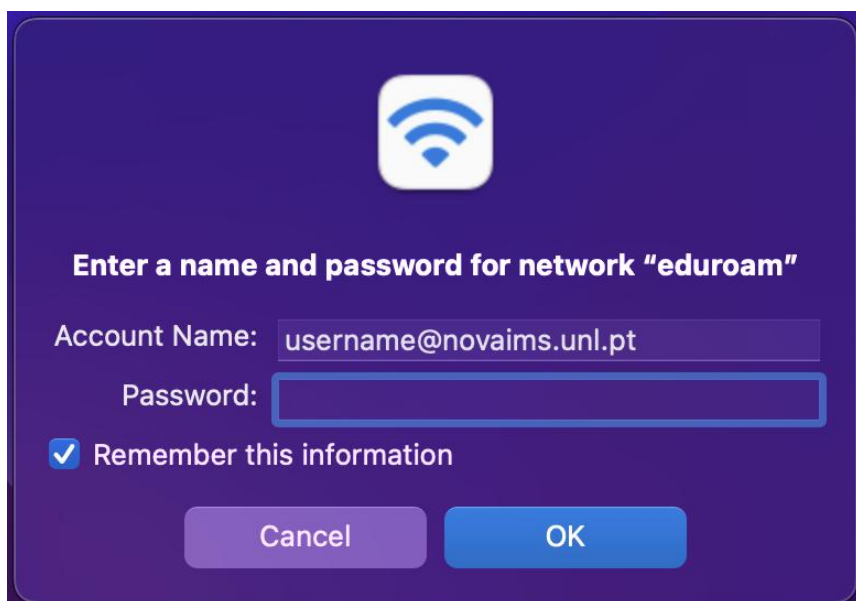 Enter a name and password for network “eduroam”
Account Name: username@novaims.unl.pt
Password:
Remember this information
Cancel OK